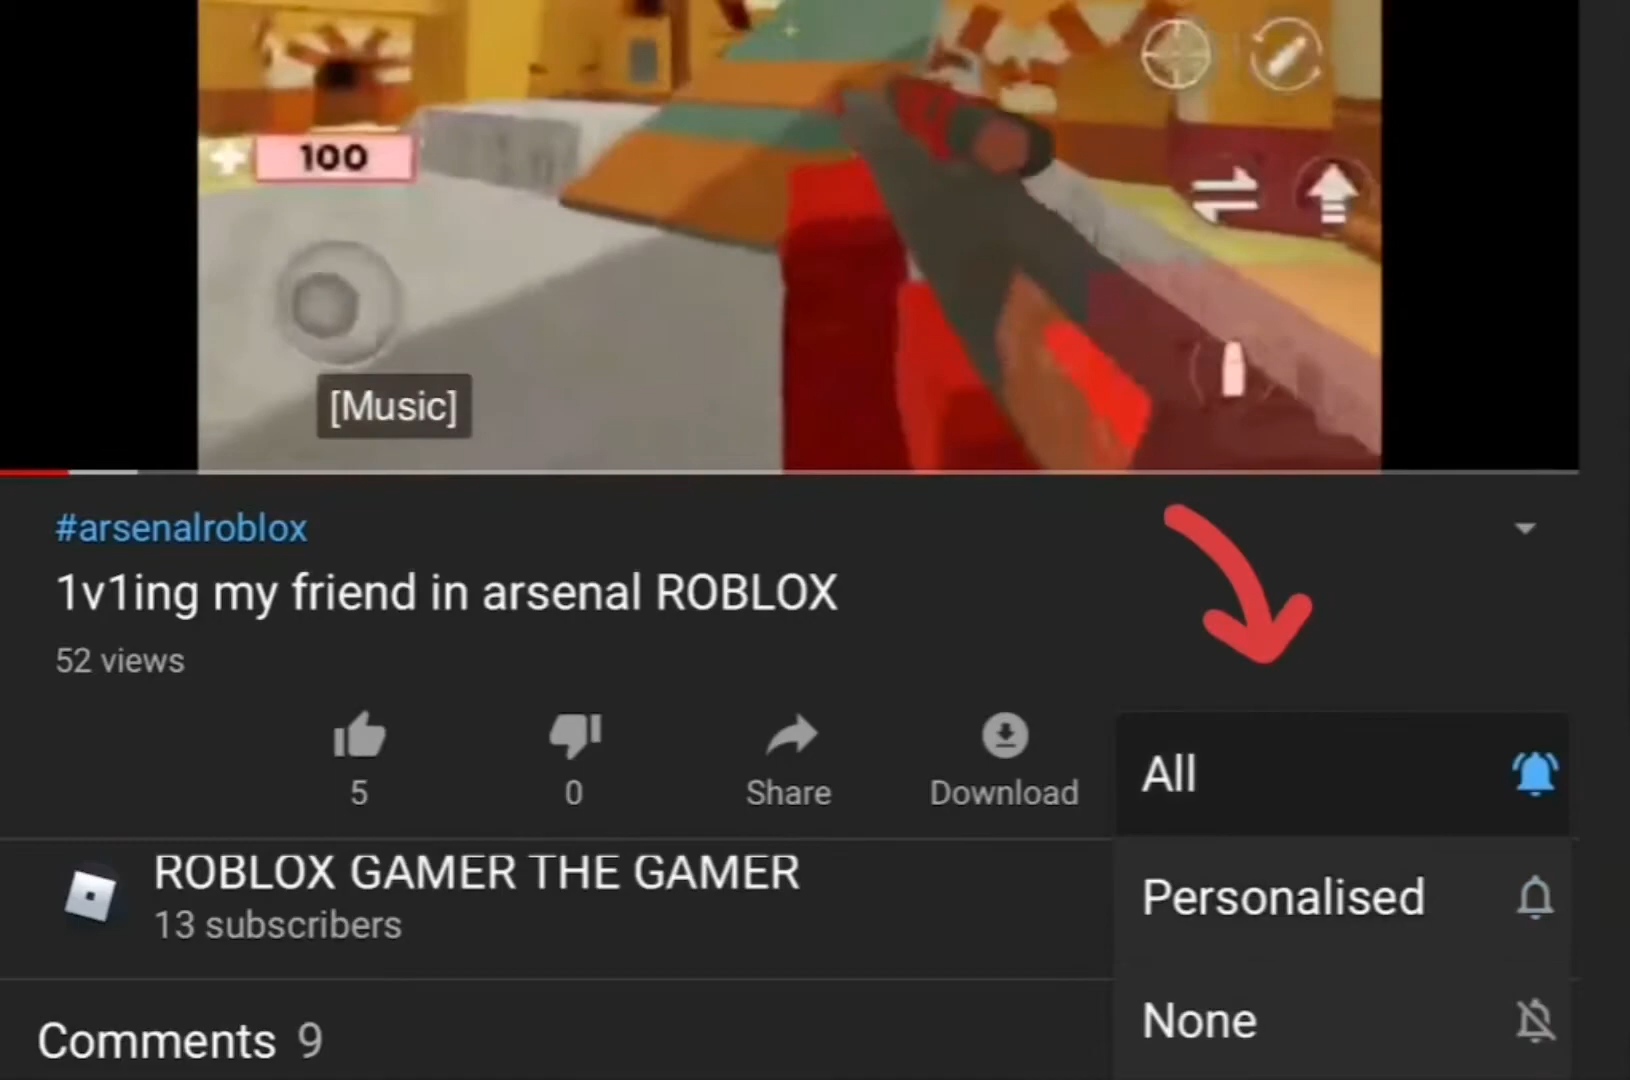 100
[Music]
#arsenalroblox
1v1ing my friend in arsenal ROBLOX
52 views
5
0
Share
Download
All
ROBLOX GAMER THE GAMER
13 subscribers
Personalised
Comments 9
None